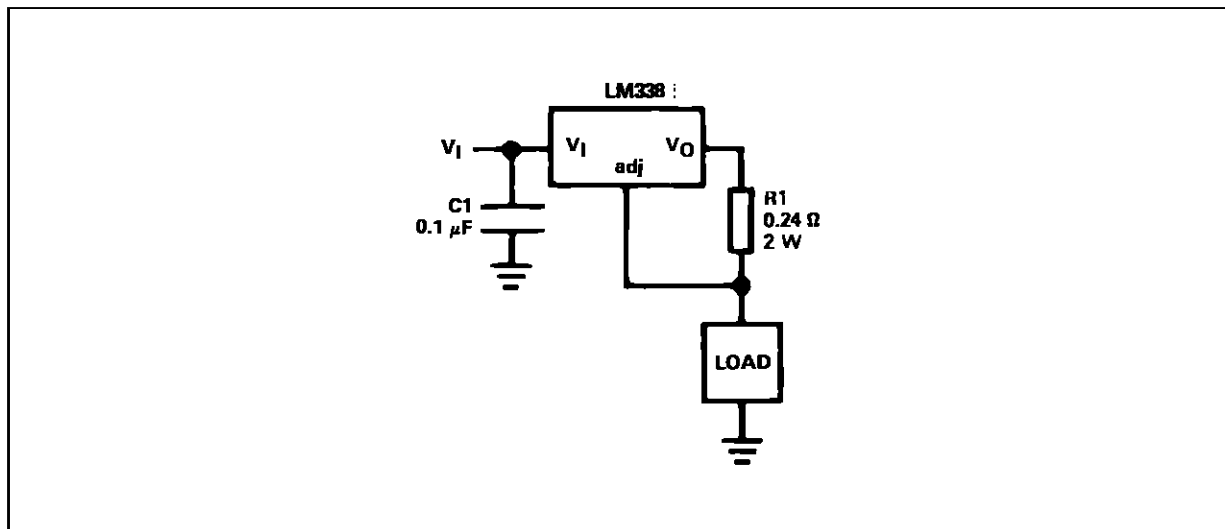 LM338
VI
VI
VO
adj
C1
0.1 μF
R1
0.24 Ω
2 W
LOAD